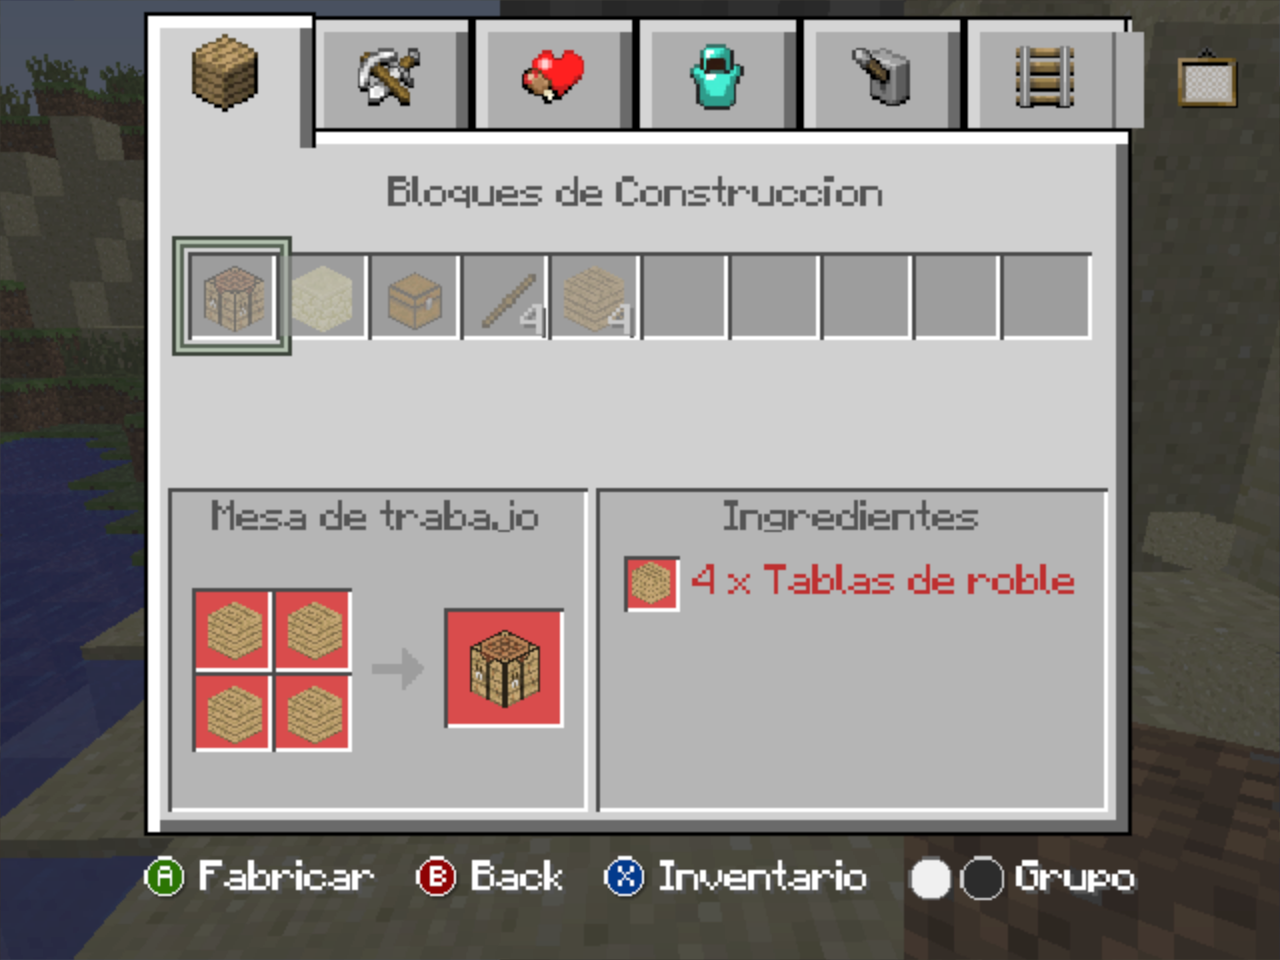 Bloques de Construccion
4 4
Mesa de trabajo
Ingredientes
4 x Tablas de roble
A Fabricar B Back X Inventario Grupo